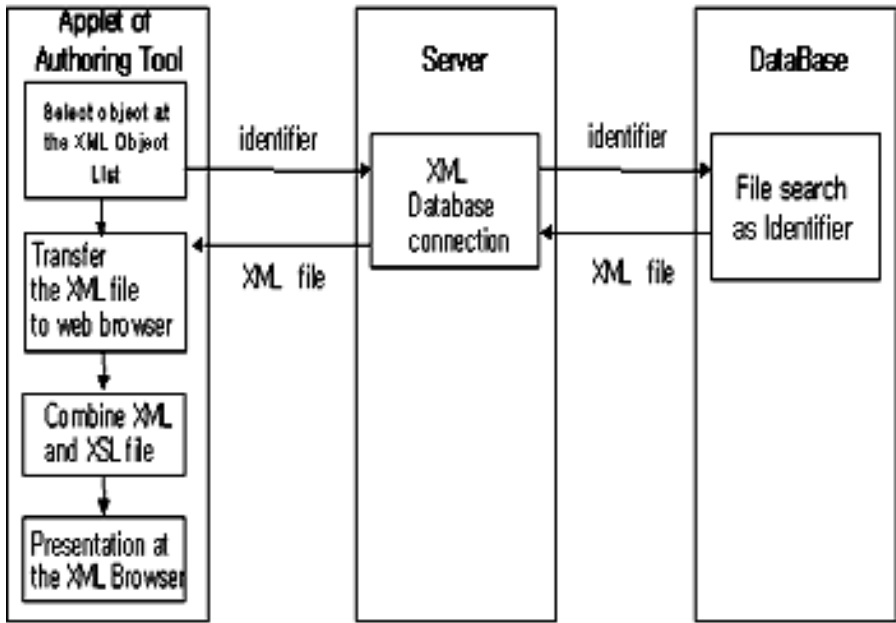 Applet of
Authoring Tool
Select object at
the XML Object
List
Transfer
the XML file
to web browser
Combine XML
and XSL file
Presentation at
the XML Browser
identifier
XML file
Server
XML
Database
connection
identifier
XML file
DataBase
File search
as Identifier